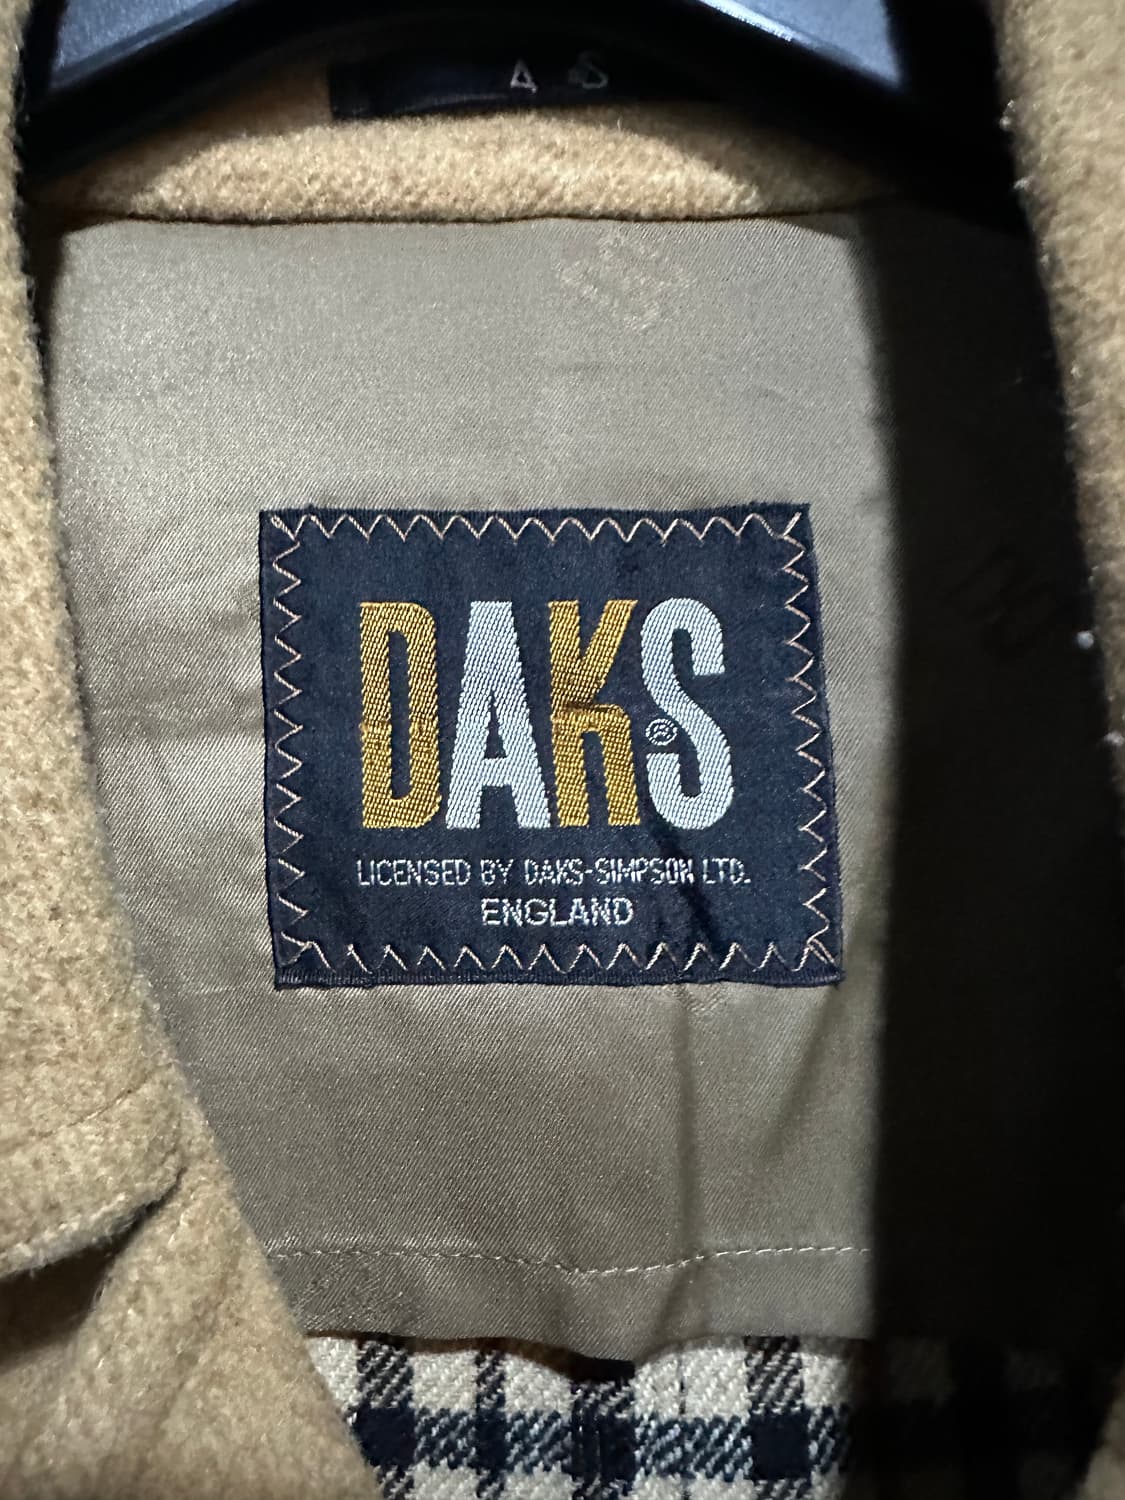 DAKS®
LICENSED BY DAKS-SIMPSON LTD.
ENGLAND